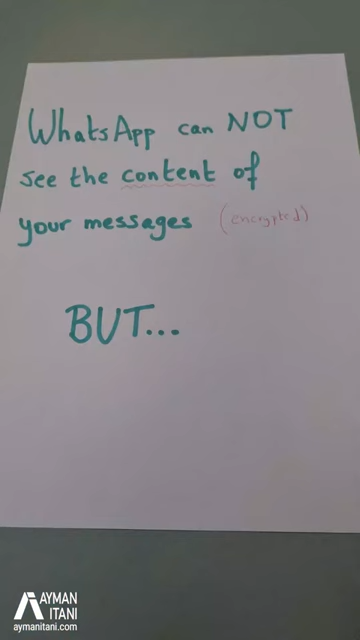 WhatsApp can NOT
see the content of
your messages (encrypted)
BUT...
AYMAN
ITANI
aymanitani.com